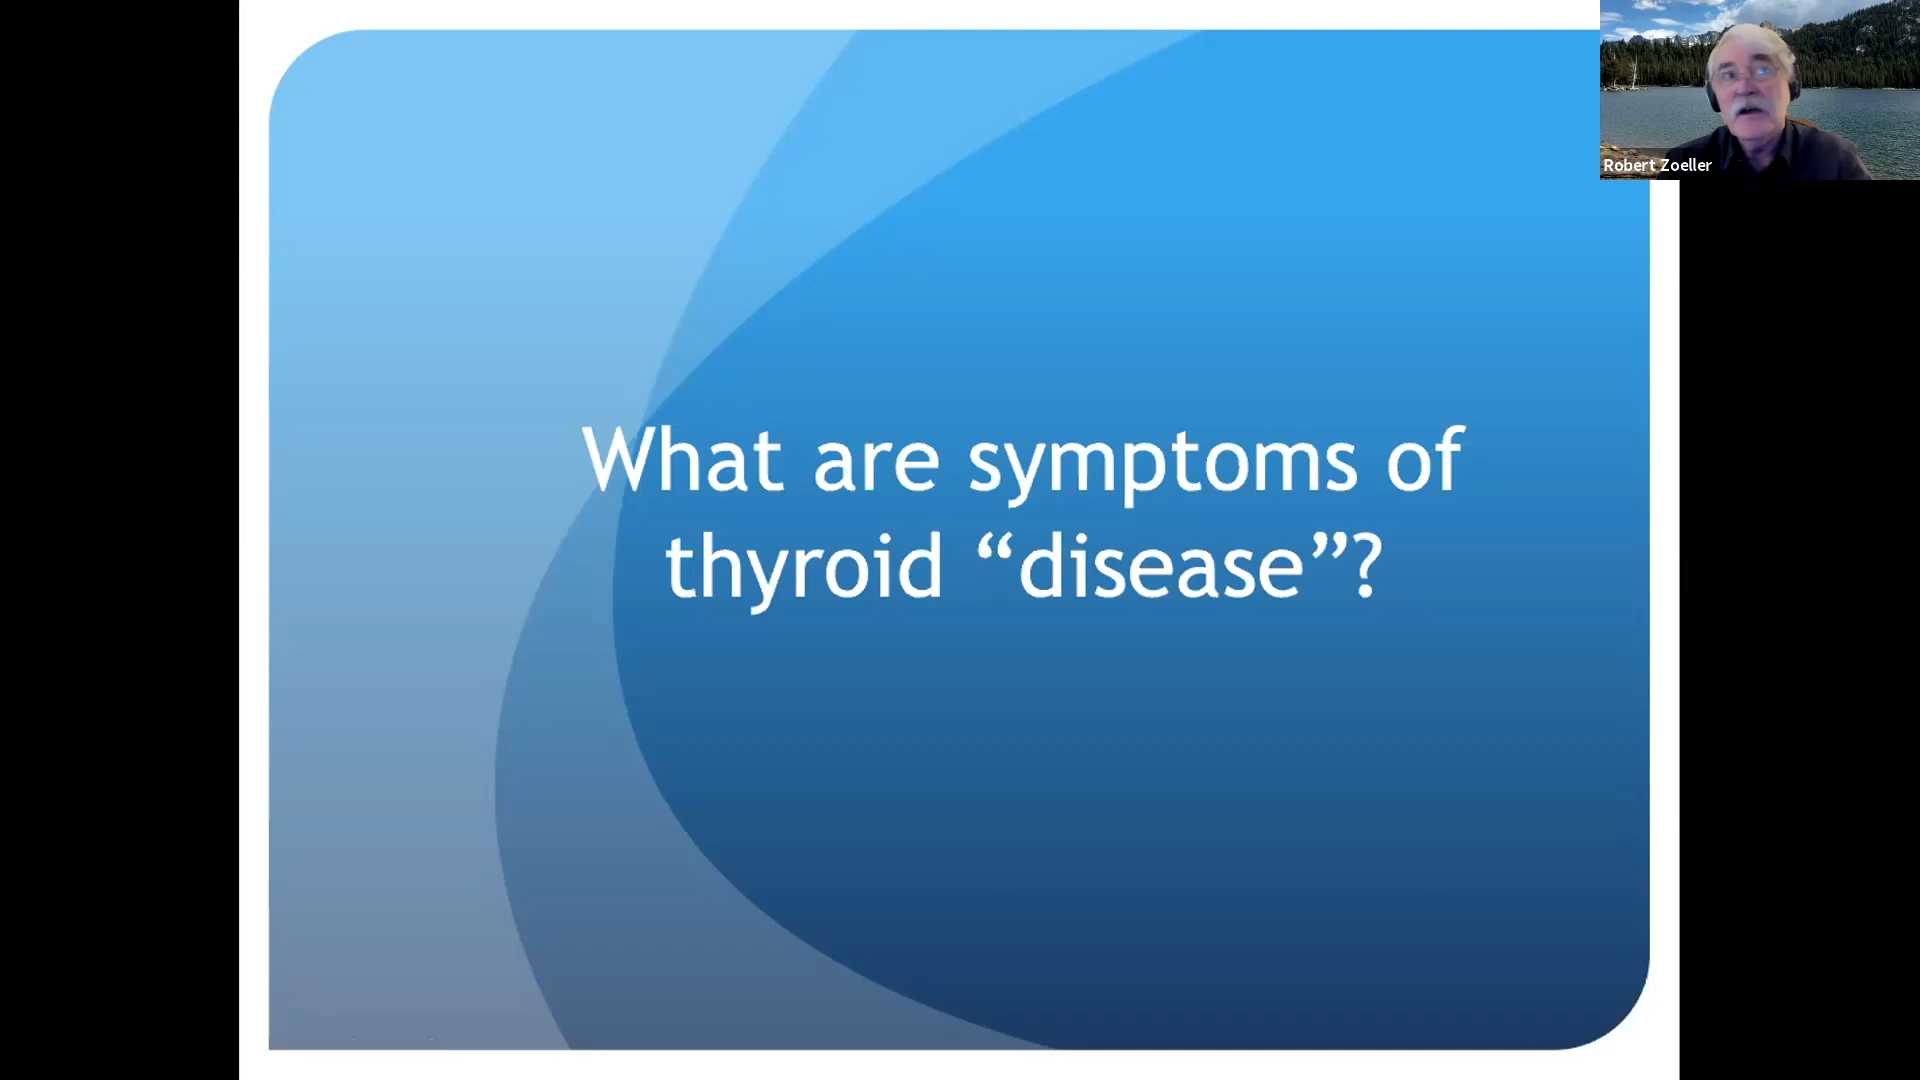 Robert Zoeller
What are symptoms of
thyroid “disease”?